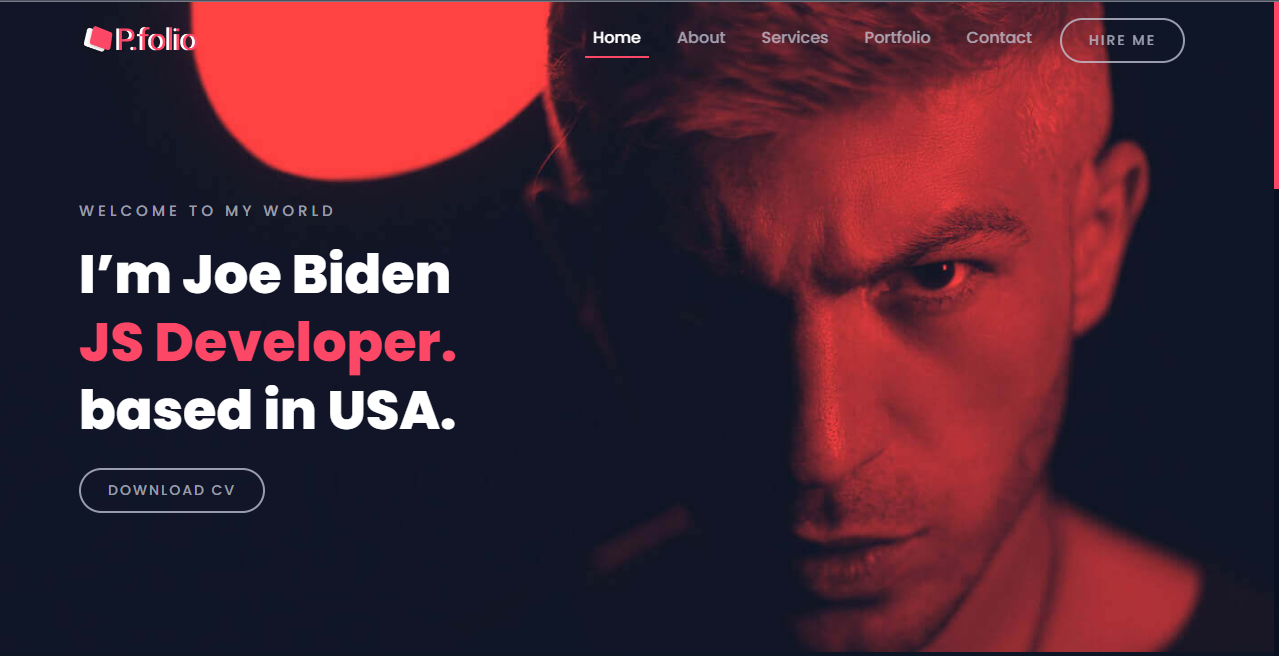 P.folio
Home About Services Portfolio Contact HIRE ME
WELCOME TO MY WORLD
I’m Joe Biden
JS Developer.
based in USA.
DOWNLOAD CV